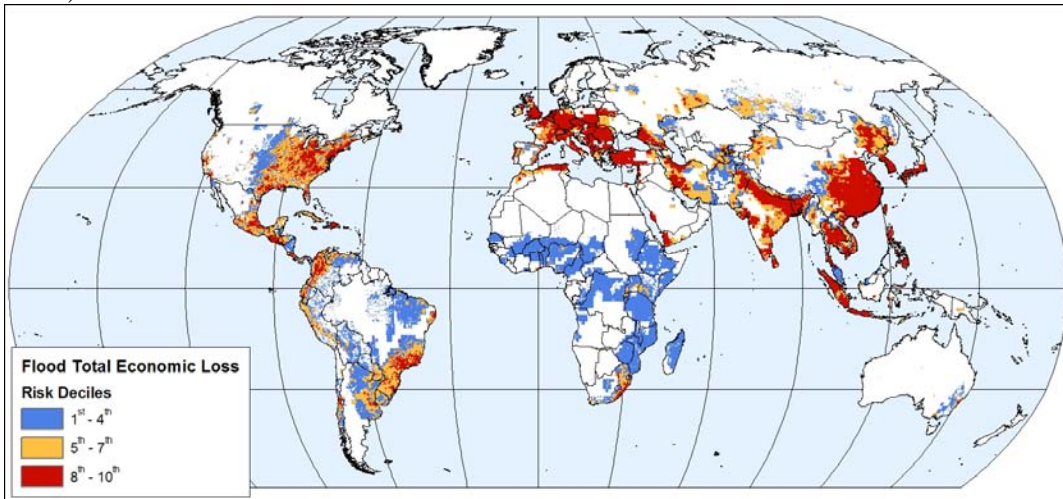 Flood Total Economic Loss
Risk Deciles
1st - 4th
5th - 7th
8th - 10th